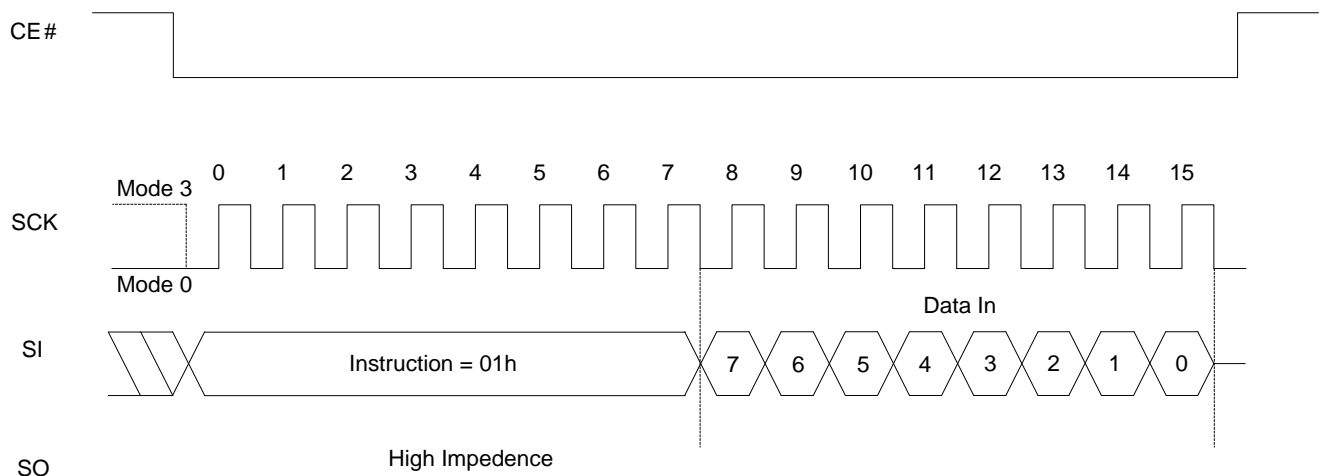 CE#
0 1 2 3 4 5 6 7 8 9 10 11 12 13 14 15
Mode 3
SCK
Mode 0
Data In
SI
Instruction = 01h
7 6 5 4 3 2 1 0
High Impedence
SO